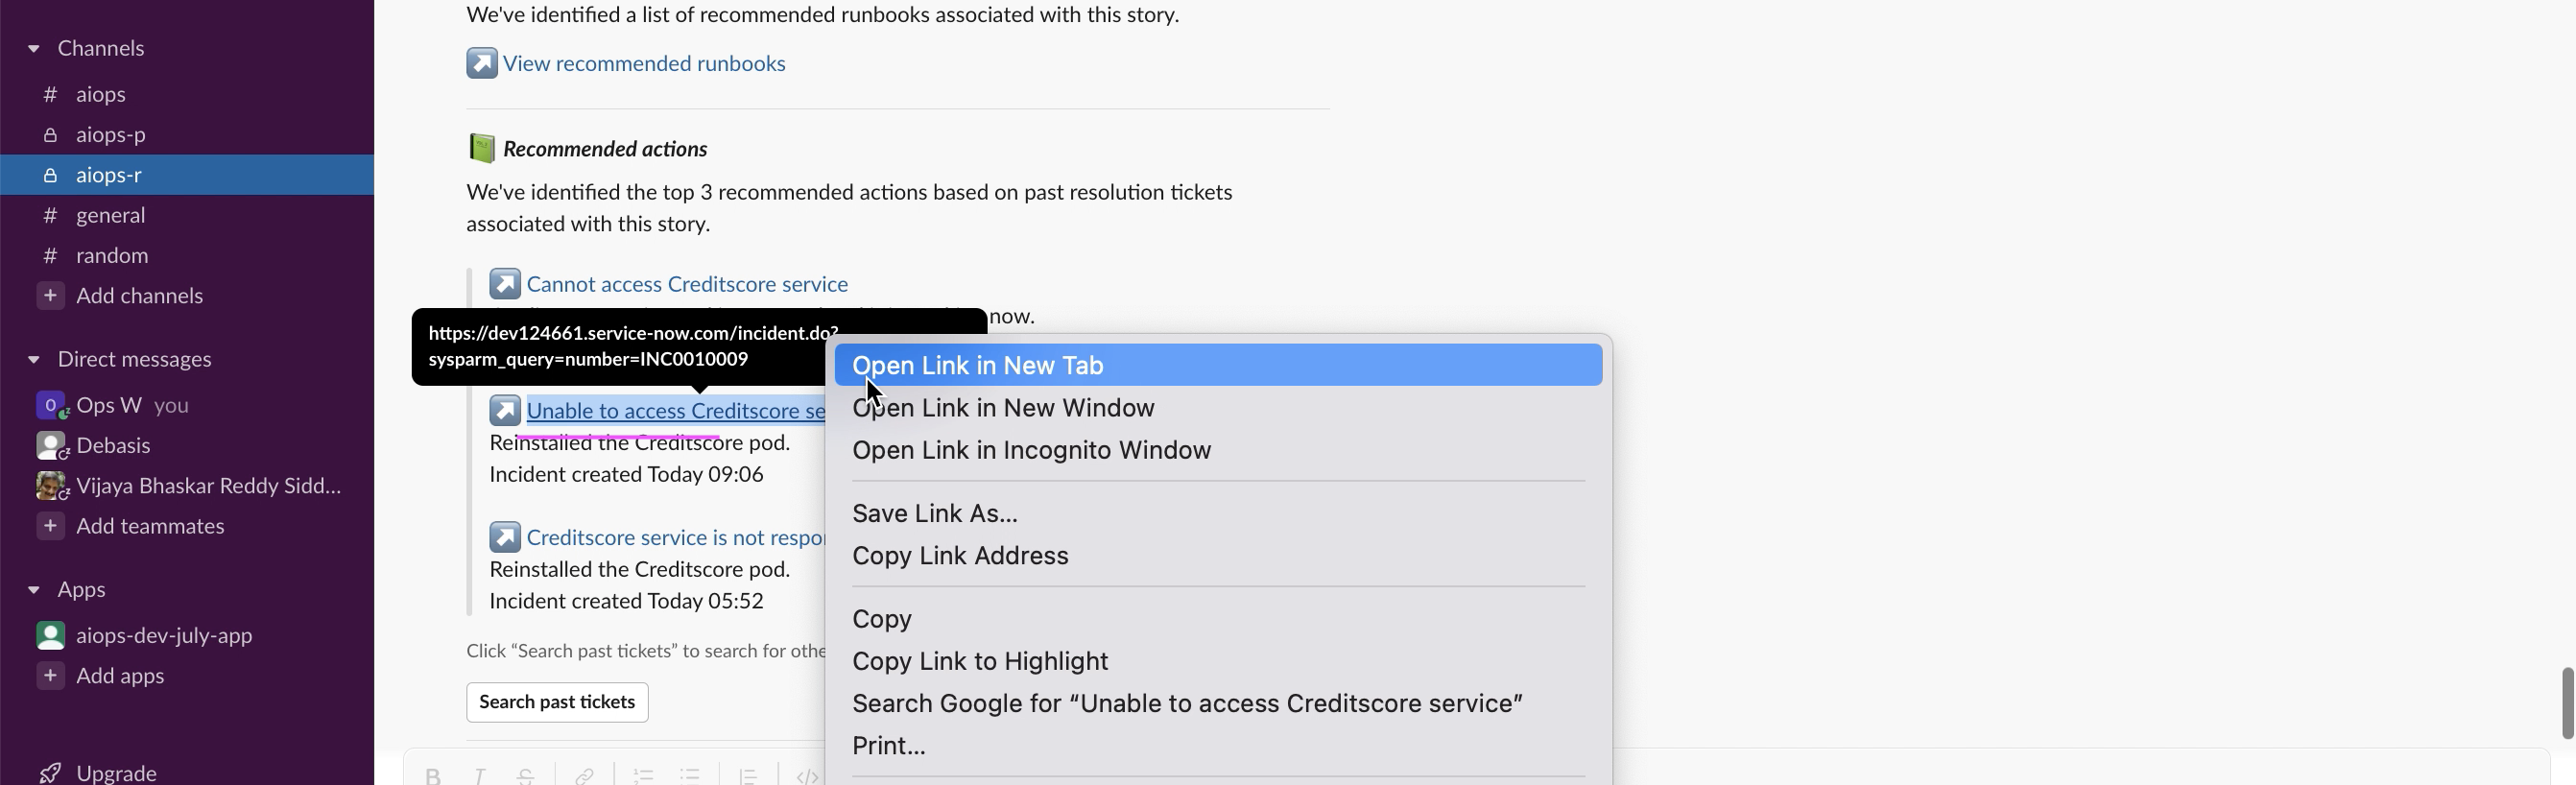 Channels
# aiops
aiops-p
aiops-r
# general
# random
+ Add channels
Direct messages
O Ops W you
Debasis
Vijaya Bhaskar Reddy Sidd...
+ Add teammates
Apps
aiops-dev-july-app
+ Add apps
Upgrade
We've identified a list of recommended runbooks associated with this story.
View recommended runbooks
Recommended actions
We've identified the top 3 recommended actions based on past resolution tickets
associated with this story.
Cannot access Creditscore service
now.
https://dev124661.service-now.com/incident.do?
sysparm_query=number=INC0010009
Unable to access Creditscore se
Reinstalled the Creditscore pod.
Incident created Today 09:06
Creditscore service is not respon
Reinstalled the Creditscore pod.
Incident created Today 05:52
Click “Search past tickets” to search for othe
Search past tickets
B I S </>
Open Link in New Tab
Open Link in New Window
Open Link in Incognito Window
Save Link As...
Copy Link Address
Copy
Copy Link to Highlight
Search Google for “Unable to access Creditscore service”
Print...